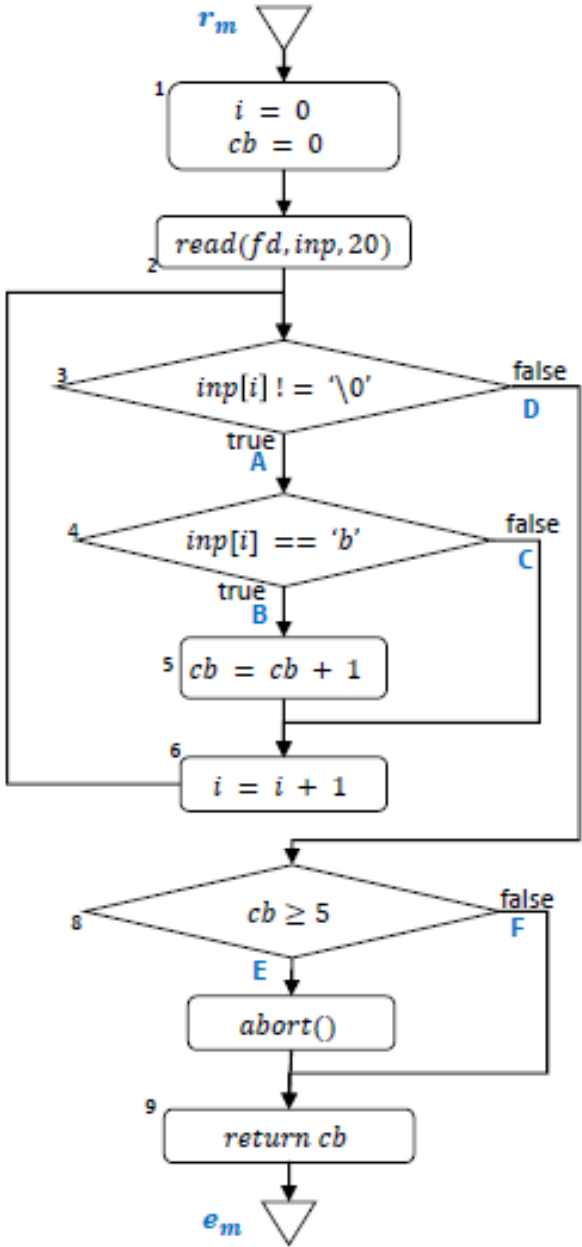 r_m
1
i = 0
cb = 0
read(fd, inp, 20)
2
3
inp[i] ! = ‘\0’
false
D
true
A
4
inp[i] == ‘b’
false
C
true
B
5
cb = cb + 1
6
i = i + 1
8
cb ≥ 5
false
F
E
abort()
9
return cb
e_m